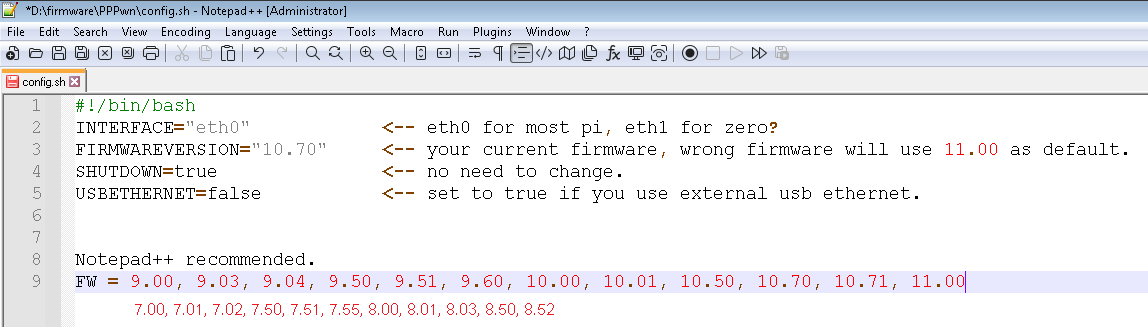 *D:\firmware\PPPwn\config.sh - Notepad++ [Administrator]
File Edit Search View Encoding Language Settings Tools Macro Run Plugins Window ?
config.sh
1 #!/bin/bash
2 INTERFACE="eth0" <-- eth0 for most pi, eth1 for zero?
3 FIRMWAREVERSION="10.70" <-- your current firmware, wrong firmware will use 11.00 as default.
4 SHUTDOWN=true <-- no need to change.
5 USBETHERNET=false <-- set to true if you use external usb ethernet.
6
7
8 Notepad++ recommended.
9 FW = 9.00, 9.03, 9.04, 9.50, 9.51, 9.60, 10.00, 10.01, 10.50, 10.70, 10.71, 11.00
7.00, 7.01, 7.02, 7.50, 7.51, 7.55, 8.00, 8.01, 8.03, 8.50, 8.52